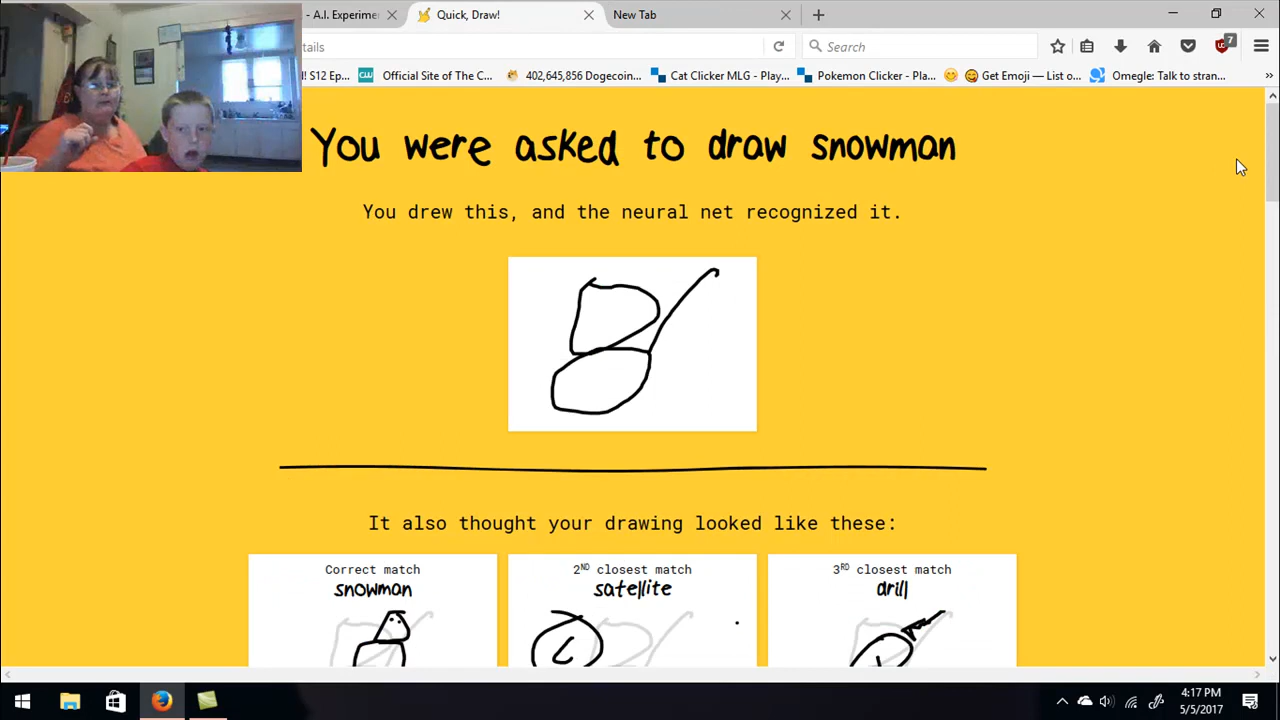 - A.I. Experime
Quick, Draw!
New Tab
tails
Search
7
! S12 Ep...
Official Site of The C...
402,645,856 Dogecoin...
Cat Clicker MLG - Play...
Pokemon Clicker - Pla...
Get Emoji — List o...
Omegle: Talk to stran...
You were asked to draw snowman
You drew this, and the neural net recognized it.
It also thought your drawing looked like these:
Correct match
snowman
2ND closest match
satellite
3RD closest match
drill
4:17 PM
5/5/2017